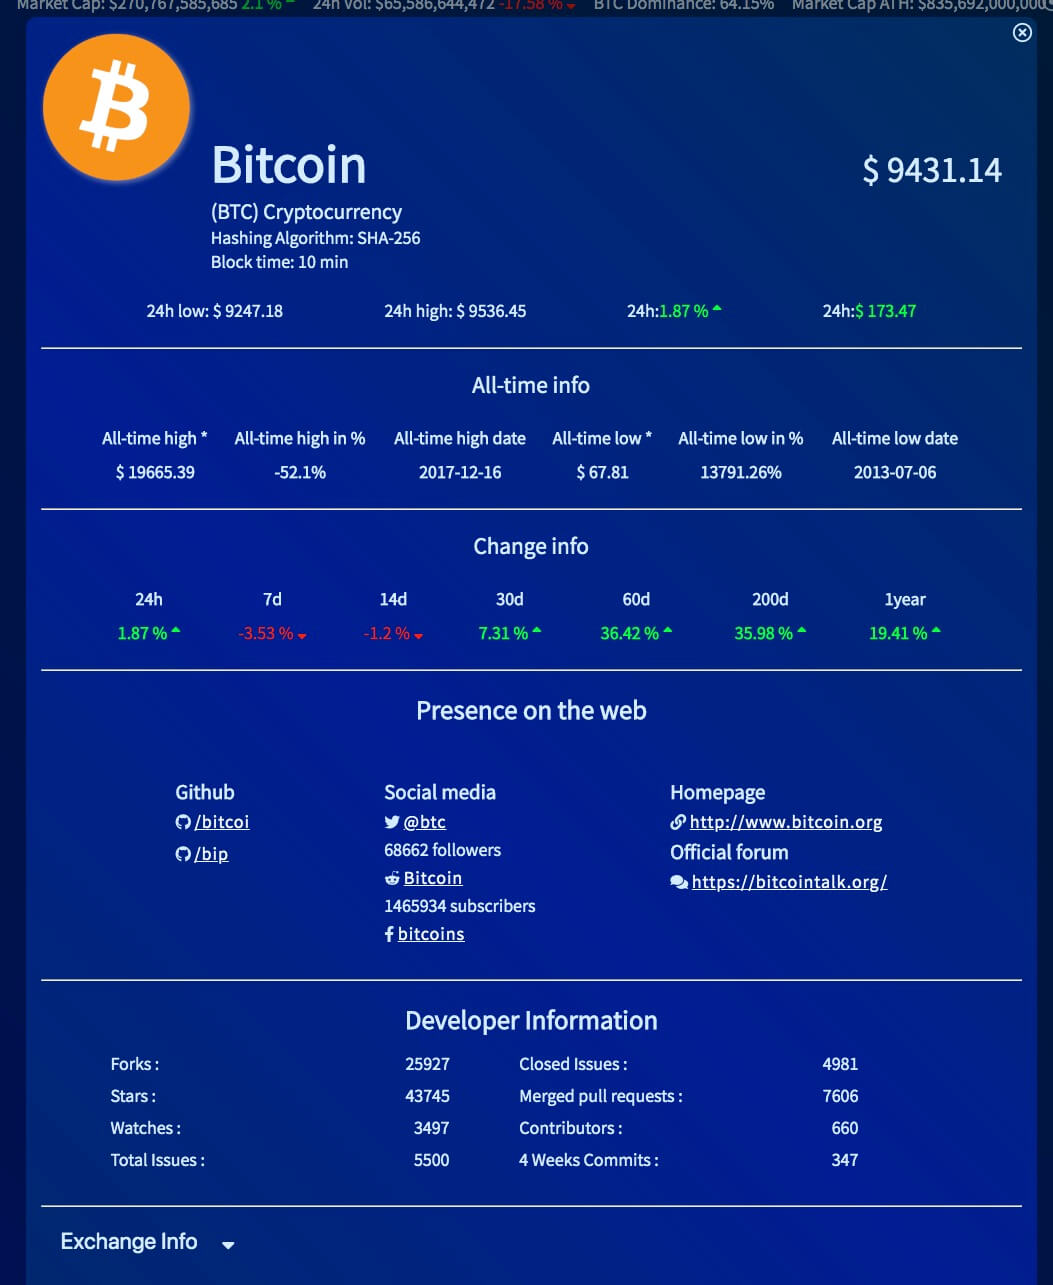 Market Cap: $270,767,585,685 2.1 % 24h Vol: $65,586,644,472 -17.58 % BTC Dominance: 64.15% Market Cap ATH: $835,692,000,000
Bitcoin
$ 9431.14
(BTC) Cryptocurrency
Hashing Algorithm: SHA-256
Block time: 10 min
24h low: $ 9247.18 24h high: $ 9536.45 24h:1.87 % 24h:$ 173.47
All-time info
All-time high * All-time high in % All-time high date All-time low * All-time low in % All-time low date
$ 19665.39 -52.1% 2017-12-16 $ 67.81 13791.26% 2013-07-06
Change info
24h 7d 14d 30d 60d 200d 1year
1.87 % -3.53 % -1.2 % 7.31 % 36.42 % 35.98 % 19.41 %
Presence on the web
Github
/bitcoi
/bip
Social media
@btc
68662 followers
Bitcoin
1465934 subscribers
bitcoins
Homepage
http://www.bitcoin.org
Official forum
https://bitcointalk.org/
Developer Information
Forks : 25927 Closed Issues : 4981
Stars : 43745 Merged pull requests : 7606
Watches : 3497 Contributors : 660
Total Issues : 5500 4 Weeks Commits : 347
Exchange Info